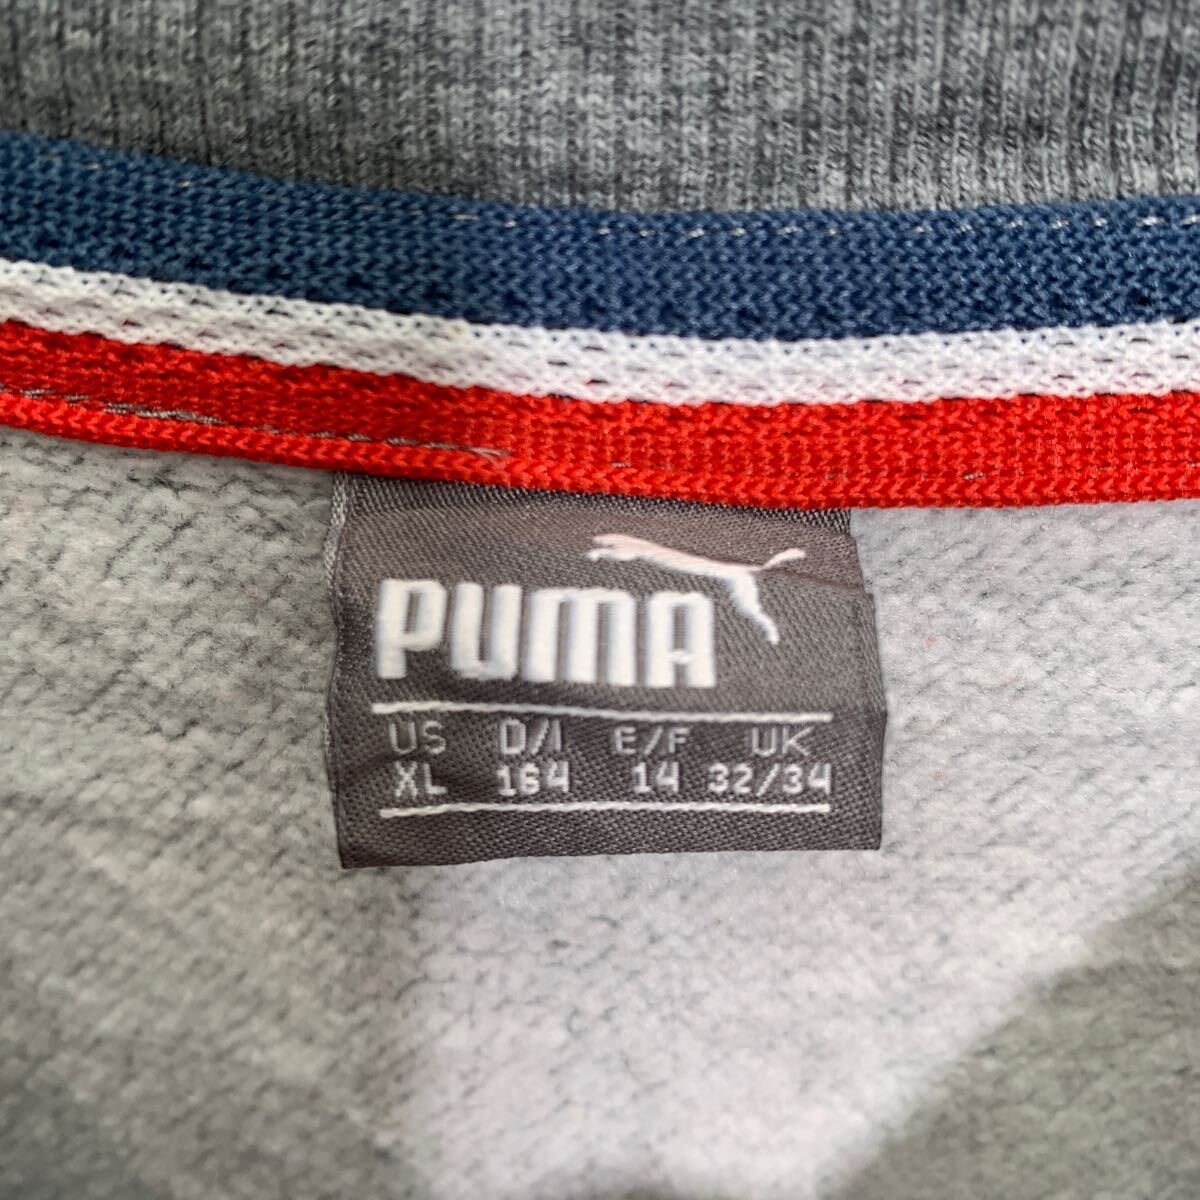 PUMA
US D/I E/F UK
XL 164 14 32/34